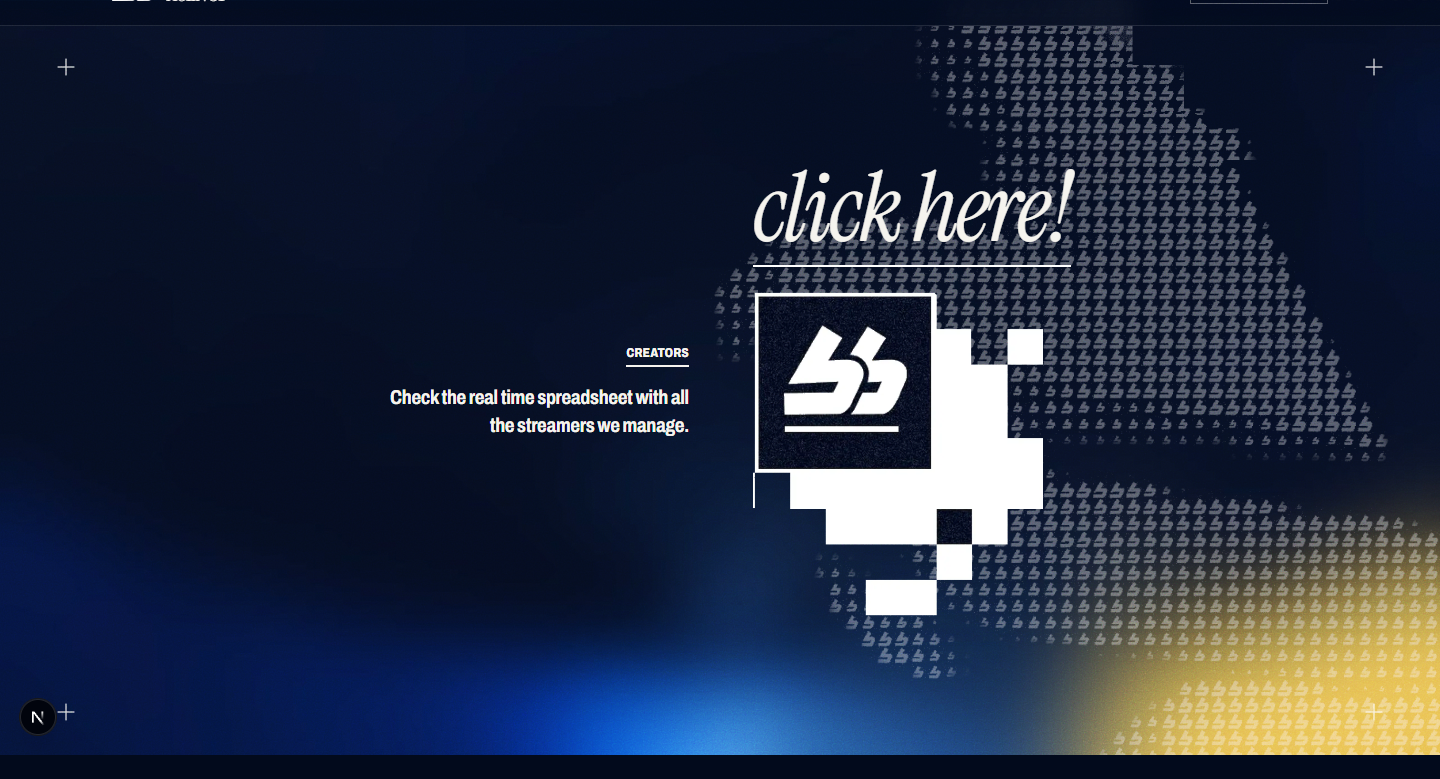 click here!
CREATORS
Check the real time spreadsheet with all
the streamers we manage.
N